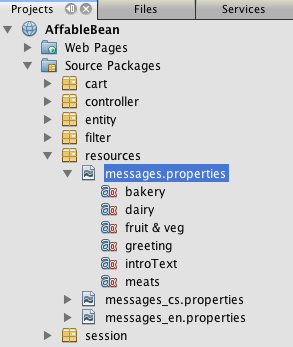 Projects
Files
Services
AffableBean
Web Pages
Source Packages
cart
controller
entity
filter
resources
messages.properties
bakery
dairy
fruit & veg
greeting
introText
meats
messages_cs.properties
messages_en.properties
session